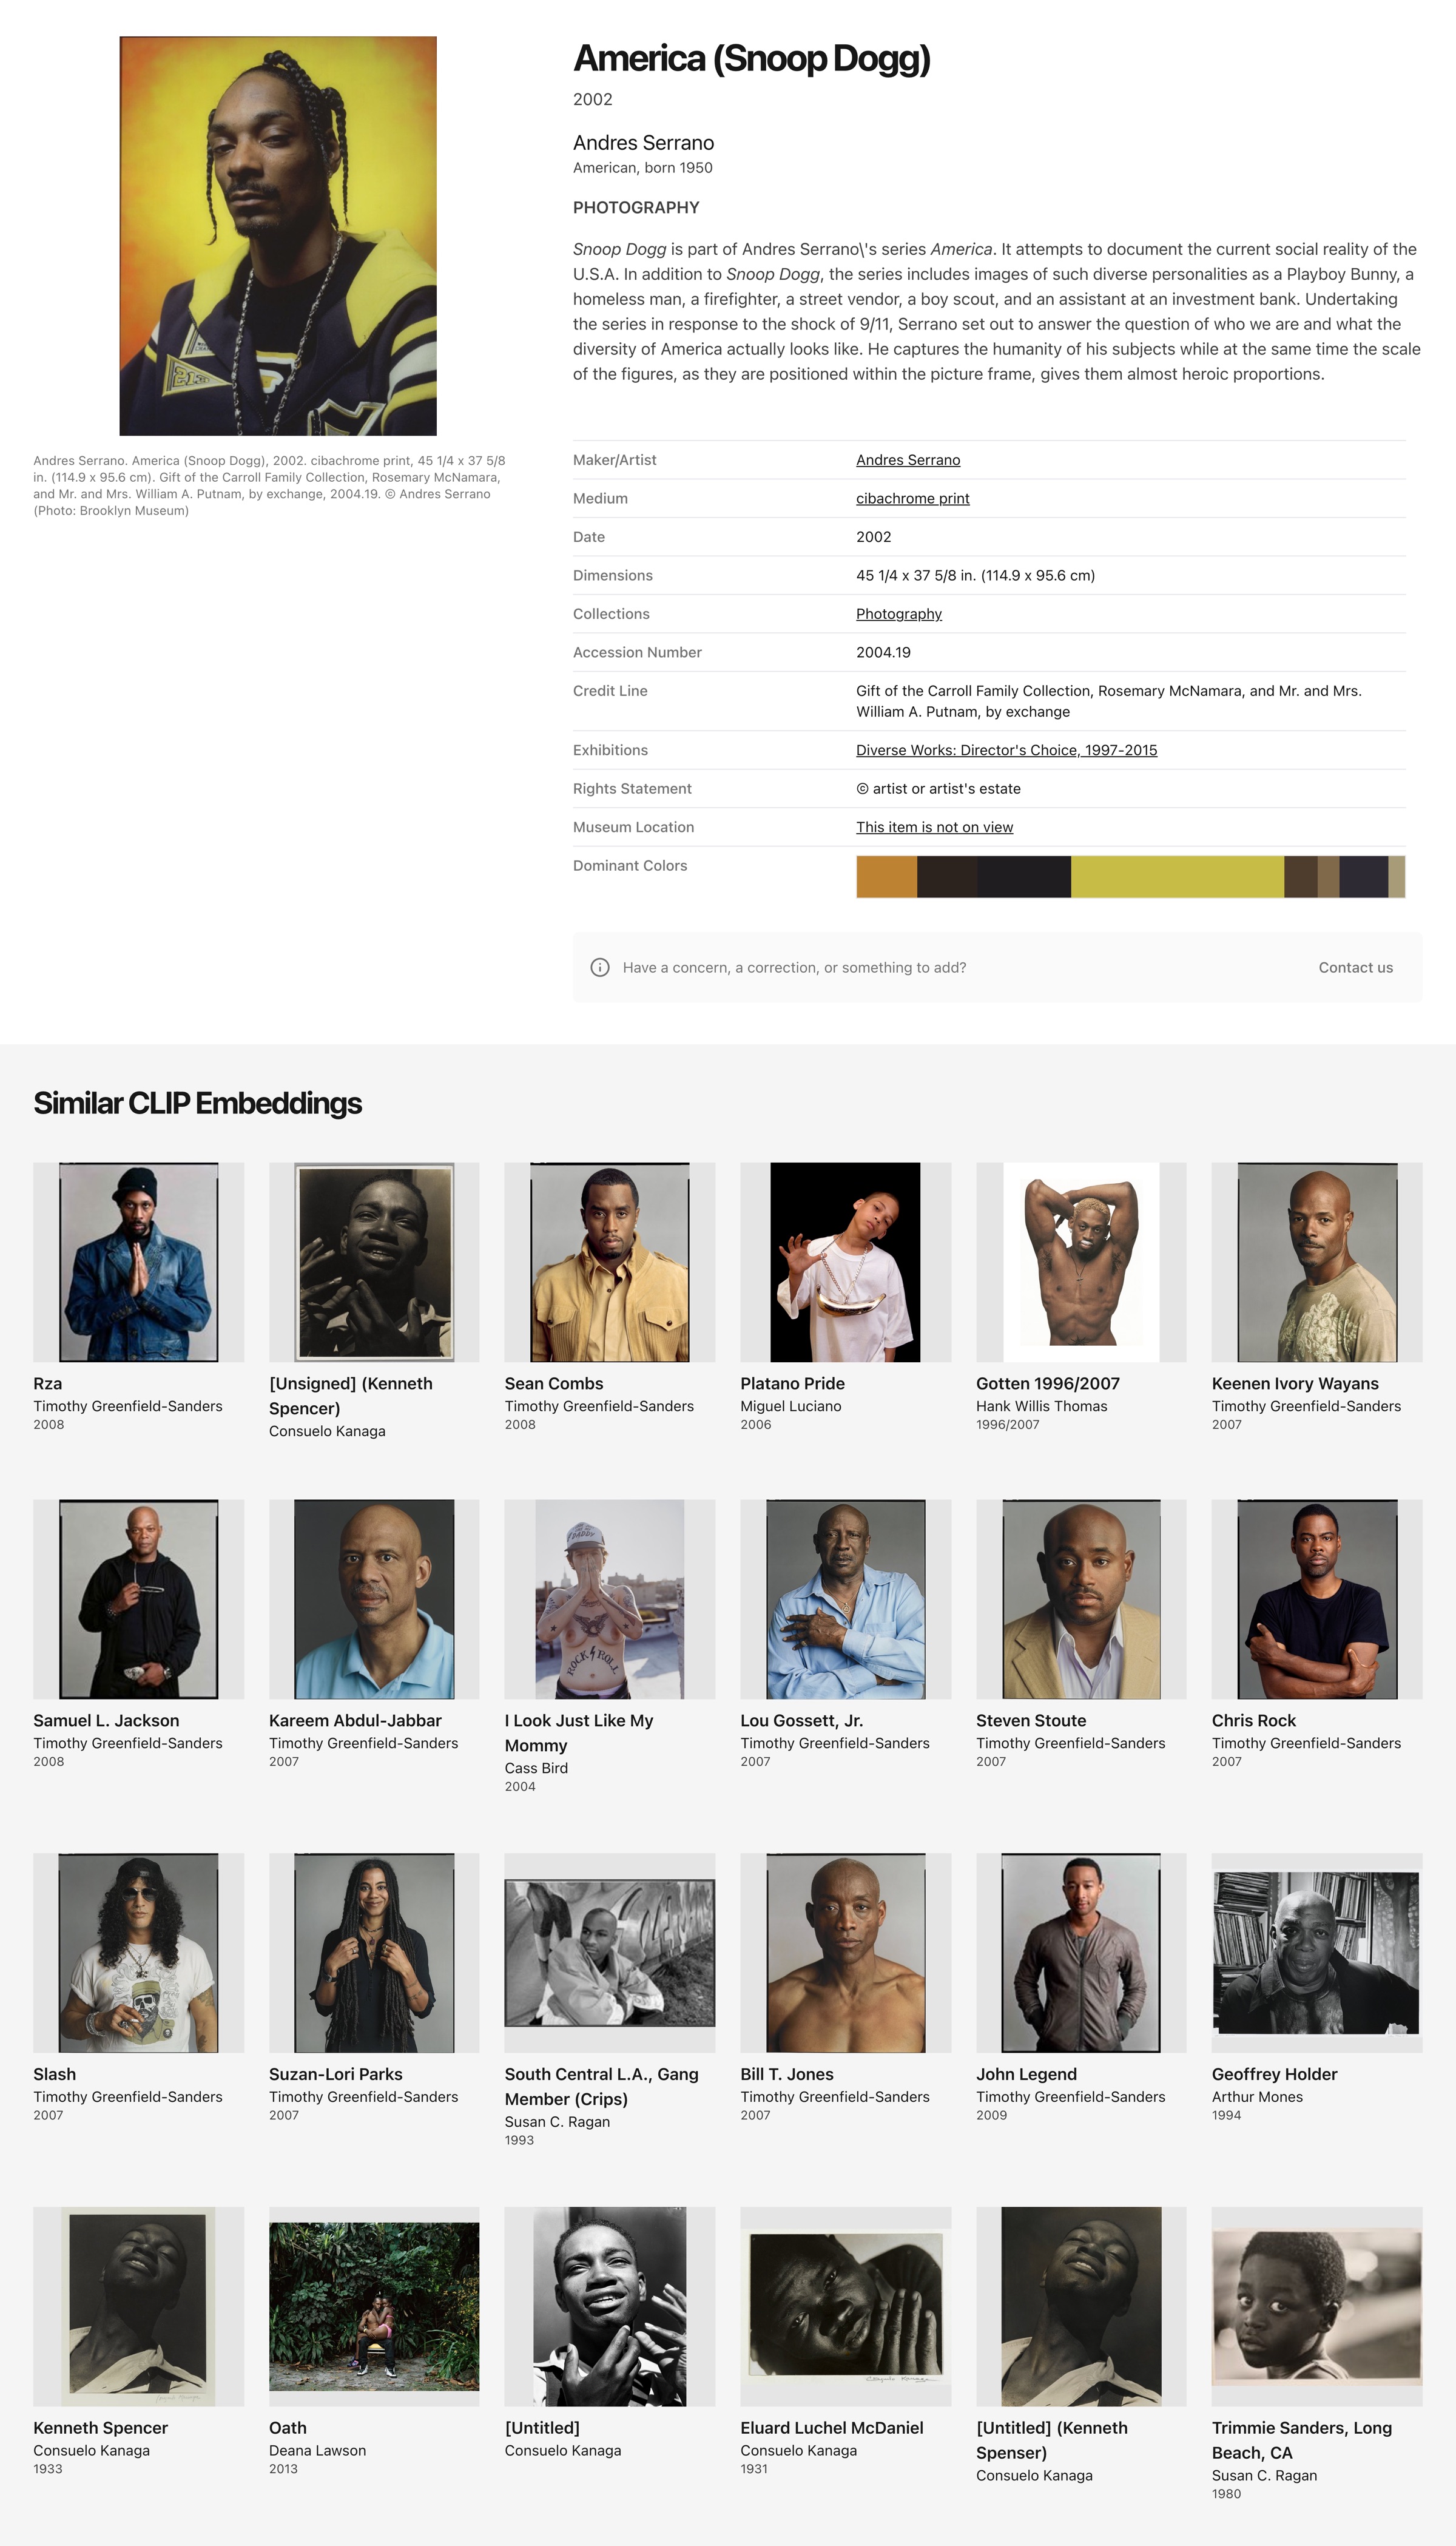 America (Snoop Dogg)
2002
Andres Serrano
American, born 1950
PHOTOGRAPHY
Snoop Dogg is part of Andres Serrano\'s series America. It attempts to document the current social reality of the
U.S.A. In addition to Snoop Dogg, the series includes images of such diverse personalities as a Playboy Bunny, a
homeless man, a firefighter, a street vendor, a boy scout, and an assistant at an investment bank. Undertaking
the series in response to the shock of 9/11, Serrano set out to answer the question of who we are and what the
diversity of America actually looks like. He captures the humanity of his subjects while at the same time the scale
of the figures, as they are positioned within the picture frame, gives them almost heroic proportions.
Andres Serrano. America (Snoop Dogg), 2002. cibachrome print, 45 1/4 x 37 5/8
in. (114.9 x 95.6 cm). Gift of the Carroll Family Collection, Rosemary McNamara,
and Mr. and Mrs. William A. Putnam, by exchange, 2004.19. © Andres Serrano
(Photo: Brooklyn Museum)
Maker/Artist Andres Serrano
Medium cibachrome print
Date 2002
Dimensions 45 1/4 x 37 5/8 in. (114.9 x 95.6 cm)
Collections Photography
Accession Number 2004.19
Credit Line Gift of the Carroll Family Collection, Rosemary McNamara, and Mr. and Mrs.
William A. Putnam, by exchange
Exhibitions Diverse Works: Director's Choice, 1997-2015
Rights Statement © artist or artist's estate
Museum Location This item is not on view
Dominant Colors
Have a concern, a correction, or something to add? Contact us
Similar CLIP Embeddings
Rza
Timothy Greenfield-Sanders
2008
[Unsigned] (Kenneth
Spencer)
Consuelo Kanaga
Sean Combs
Timothy Greenfield-Sanders
2008
Platano Pride
Miguel Luciano
2006
Gotten 1996/2007
Hank Willis Thomas
1996/2007
Keenen Ivory Wayans
Timothy Greenfield-Sanders
2007
Samuel L. Jackson
Timothy Greenfield-Sanders
2008
Kareem Abdul-Jabbar
Timothy Greenfield-Sanders
2007
DADDY
ROCK ROLL
I Look Just Like My
Mommy
Cass Bird
2004
Lou Gossett, Jr.
Timothy Greenfield-Sanders
2007
Steven Stoute
Timothy Greenfield-Sanders
2007
Chris Rock
Timothy Greenfield-Sanders
2007
Slash
Timothy Greenfield-Sanders
2007
Suzan-Lori Parks
Timothy Greenfield-Sanders
2007
South Central L.A., Gang
Member (Crips)
Susan C. Ragan
1993
Bill T. Jones
Timothy Greenfield-Sanders
2007
John Legend
Timothy Greenfield-Sanders
2009
Geoffrey Holder
Arthur Mones
1994
Kenneth Spencer
Consuelo Kanaga
1933
Oath
Deana Lawson
2013
[Untitled]
Consuelo Kanaga
Eluard Luchel McDaniel
Consuelo Kanaga
1931
[Untitled] (Kenneth
Spenser)
Consuelo Kanaga
Trimmie Sanders, Long
Beach, CA
Susan C. Ragan
1980